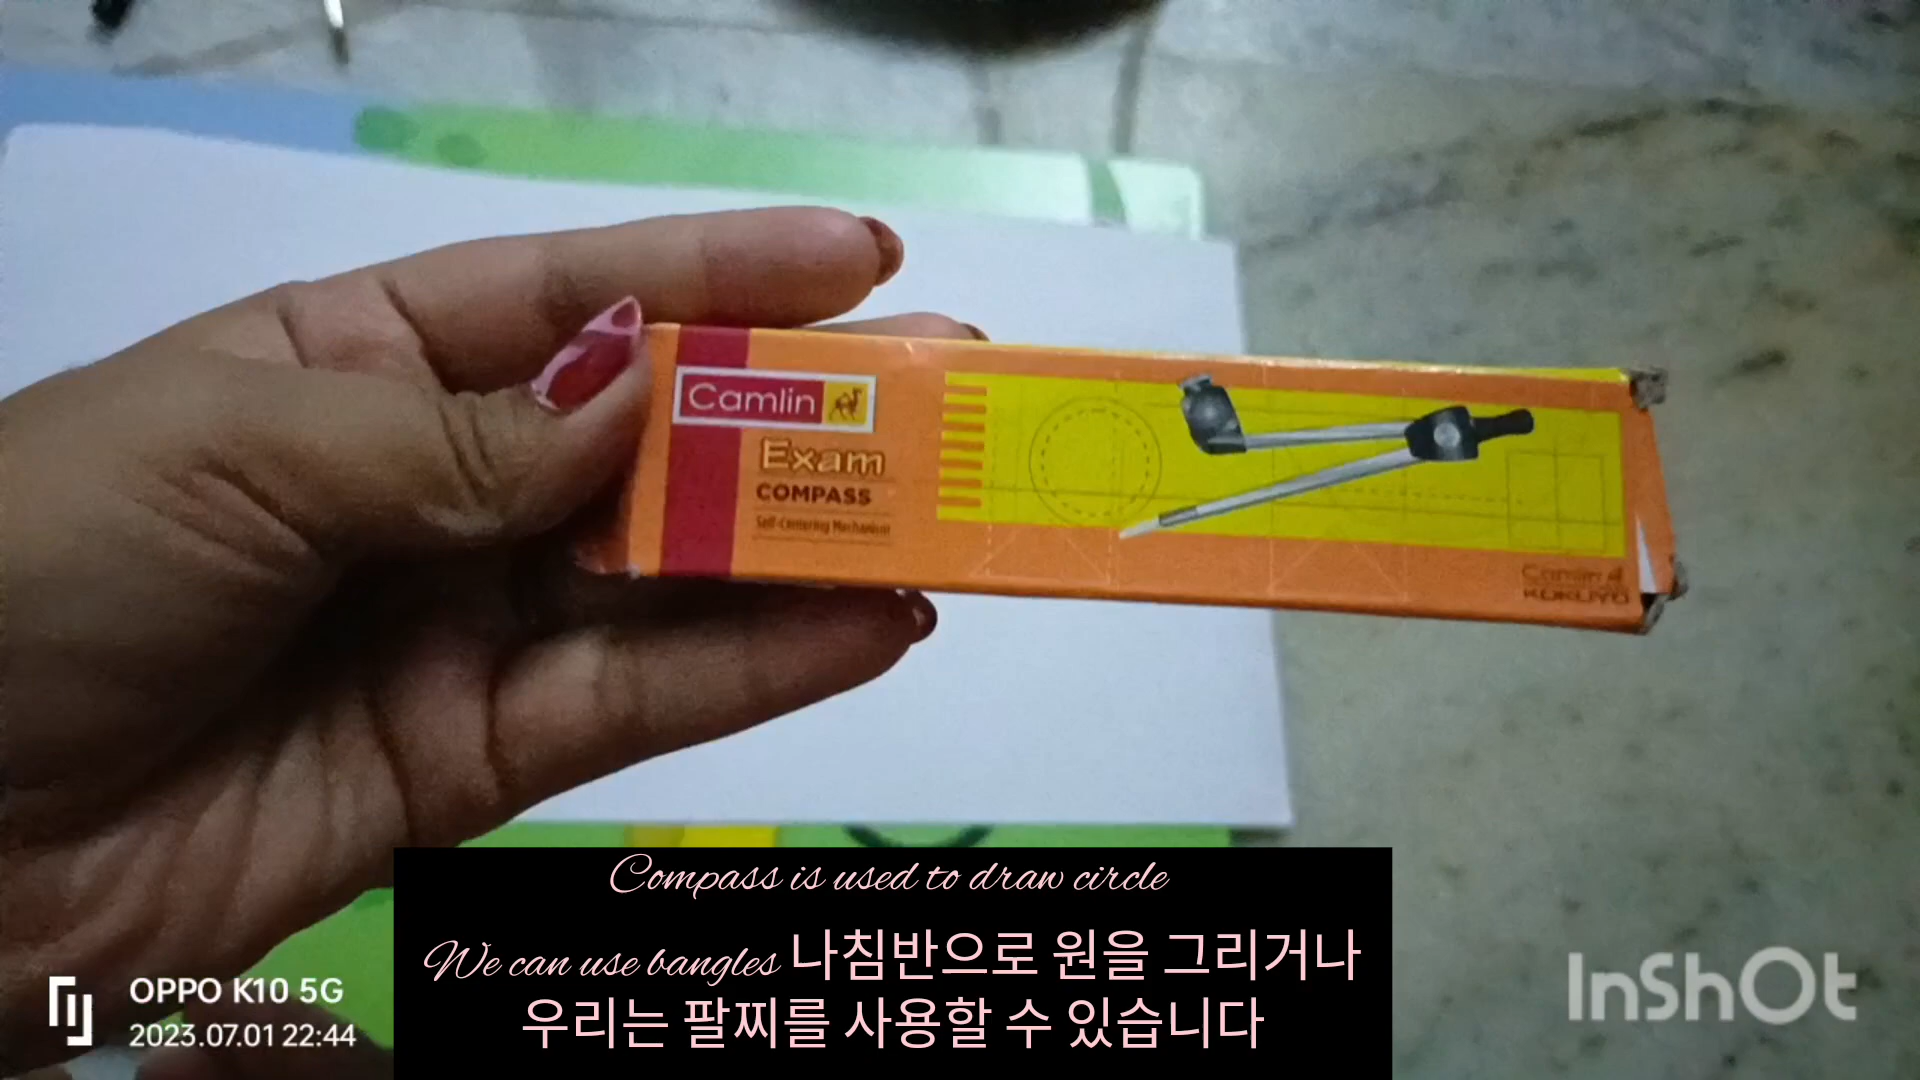 Camlin
Exam
COMPASS
Self-Centering Mechanism
Camlin
KOKUYO
Compass is used to draw circle
We can use bangles 나침반으로 원을 그리거나
우리는 팔찌를 사용할 수 있습니다
OPPO K10 5G
2023.07.01 22:44
InShOt